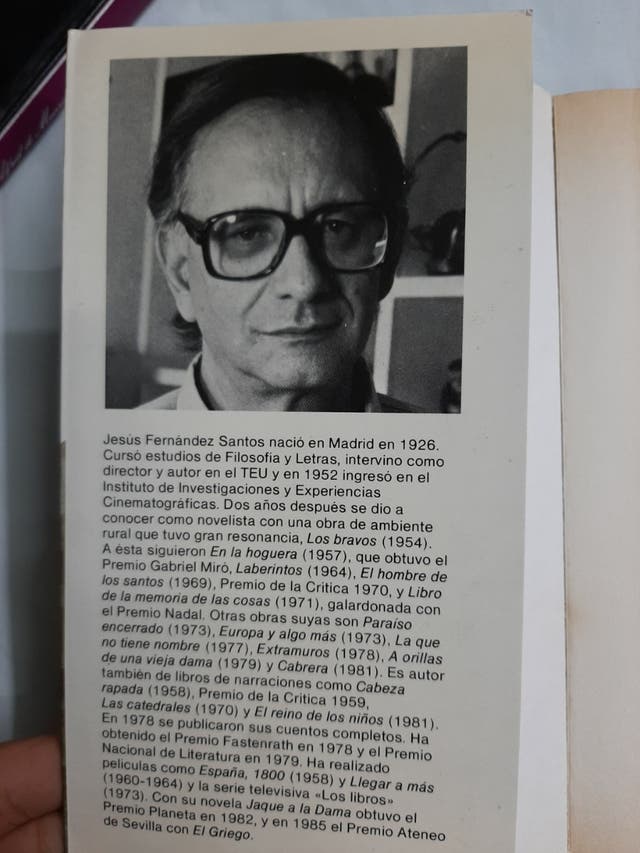 Jesús Fernández Santos nació en Madrid en 1926.
Cursó estudios de Filosofia y Letras, intervino como
director y autor en el TEU y en 1952 ingresó en el
Instituto de Investigaciones y Experiencias
Cinematográficas. Dos años después se dio a
conocer como novelista con una obra de ambiente
rural que tuvo gran resonancia, Los bravos (1954).
A ésta siguieron En la hoguera (1957), que obtuvo el
Premio Gabriel Miró, Laberintos (1964), El hombre de
los santos (1969), Premio de la Critica 1970, y Libro
de la memoria de las cosas (1971), galardonada con
el Premio Nadal. Otras obras suyas son Paraíso
encerrado (1973), Europa y algo más (1973), La que
no tiene nombre (1977), Extramuros (1978), A orillas
de una vieja dama (1979) y Cabrera (1981). Es autor
también de libros de narraciones como Cabeza
rapada (1958), Premio de la Critica 1959,
Las catedrales (1970) y El reino de los niños (1981).
En 1978 se publicaron sus cuentos completos. Ha
obtenido el Premio Fastenrath en 1978 y el Premio
Nacional de Literatura en 1979. Ha realizado
peliculas como España, 1800 (1958) y Llegar a más
(1960-1964) y la serie televisiva «Los libros»
(1973). Con su novela Jaque a la Dama obtuvo el
Premio Planeta en 1982, y en 1985 el Premio Ateneo
de Sevilla con El Griego.